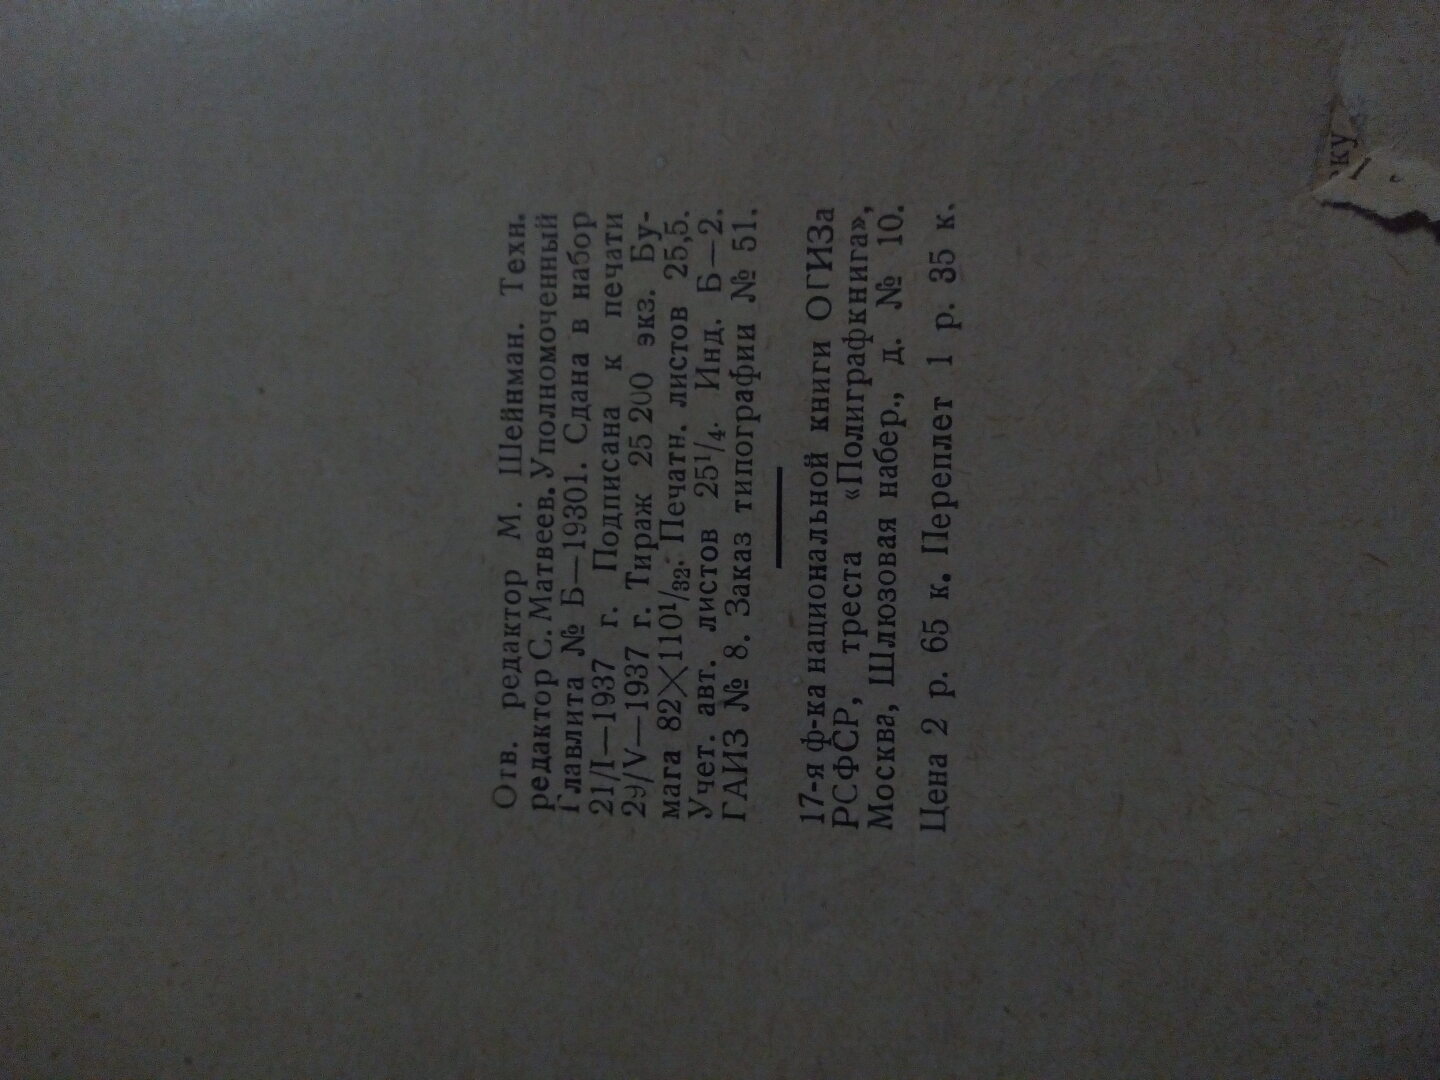 Отв. редактор М. Шейнман. Техн.
редактор С. Матвеев. Уполномоченный
Главлита № Б—19301. Сдана в набор
21/I—1937 г. Подписана к печати
29/V—1937 г. Тираж 25 200 экз. Бу-
мага 82×110¹/₃₂. Печатн. листов 25,5.
Учет. авт. листов 25¹/₄. Инд. Б—2.
ГАИЗ № 8. Заказ типографии № 51.
17-я ф-ка национальной книги ОГИЗа
РСФСР, треста «Полиграфкнига»,
Москва, Шлюзовая набер., д. № 10.
Цена 2 р. 65 к. Переплет 1 р. 35 к.
ку